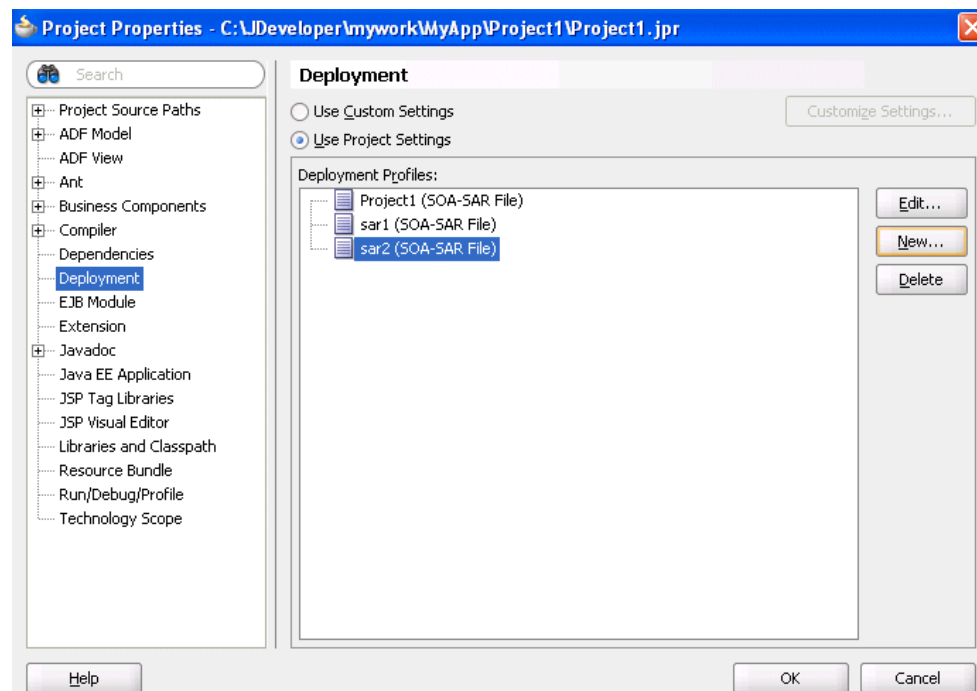 Project Properties - C:\JDeveloper\mywork\MyApp\Project1\Project1.jpr
Search
Project Source Paths
ADF Model
ADF View
Ant
Business Components
Compiler
Dependencies
Deployment
EJB Module
Extension
Javadoc
Java EE Application
JSP Tag Libraries
JSP Visual Editor
Libraries and Classpath
Resource Bundle
Run/Debug/Profile
Technology Scope
Deployment
Use Custom Settings
Customize Settings...
Use Project Settings
Deployment Profiles:
Project1 (SOA-SAR File)
sar1 (SOA-SAR File)
sar2 (SOA-SAR File)
Edit...
New...
Delete
Help
OK
Cancel